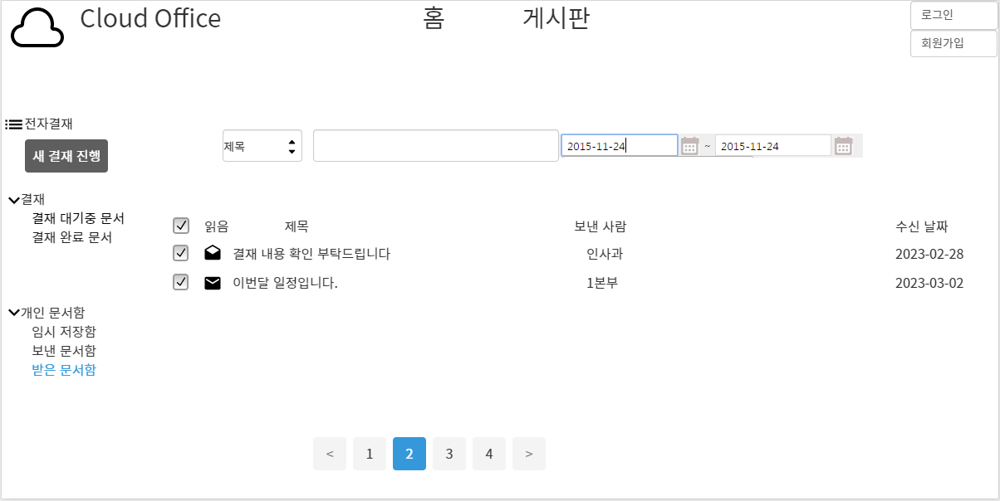 Cloud Office 홈 게시판 로그인
회원가입
전자결재
새 결재 진행
제목 2015-11-24 ~ 2015-11-24
결재
결재 대기중 문서
결재 완료 문서
읽음 제목 보낸 사람 수신 날짜
결재 내용 확인 부탁드립니다 인사과 2023-02-28
이번달 일정입니다. 1본부 2023-03-02
개인 문서함
임시 저장함
보낸 문서함
받은 문서함
< 1 2 3 4 >